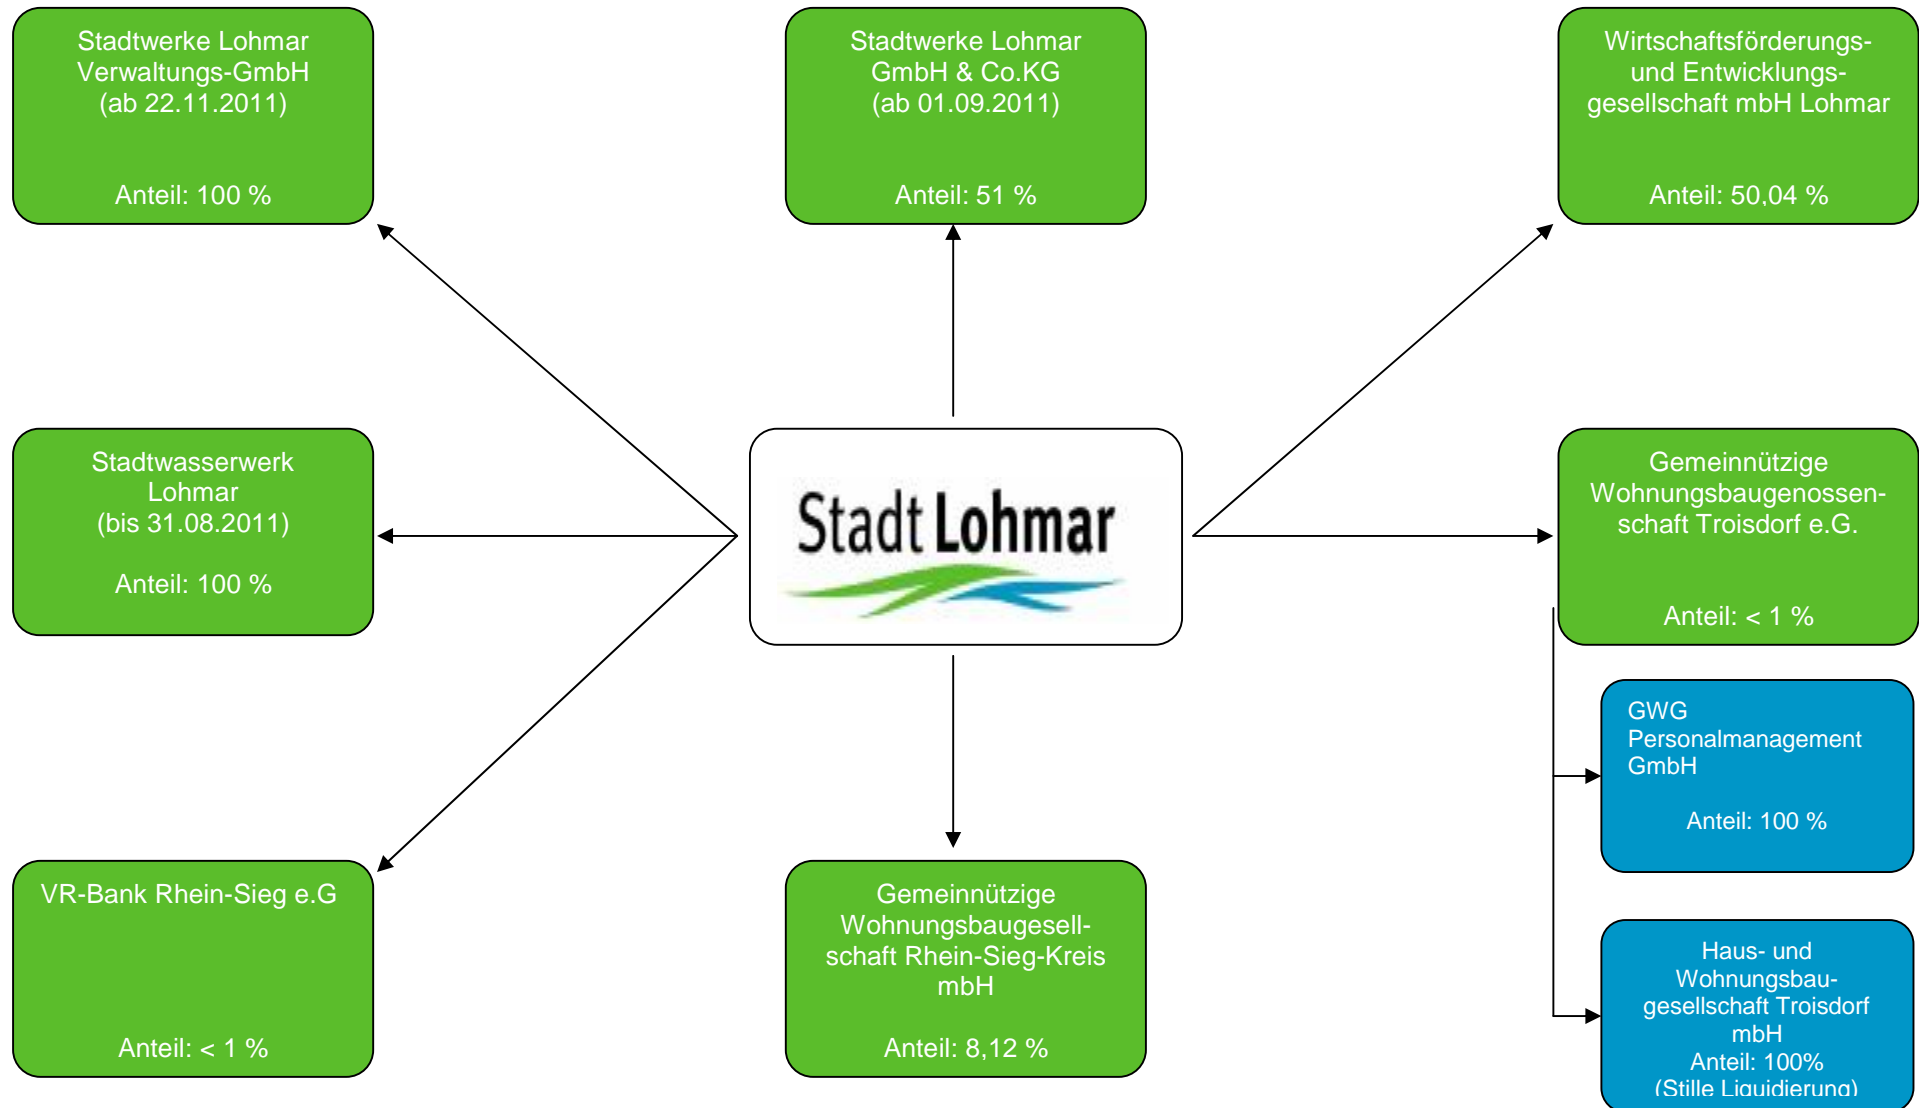 Stadtwerke Lohmar
Verwaltungs-GmbH
(ab 22.11.2011)
Anteil: 100 %
Stadtwerke Lohmar
GmbH & Co.KG
(ab 01.09.2011)
Anteil: 51 %
Wirtschaftsförderungs-
und Entwicklungs-
gesellschaft mbH Lohmar
Anteil: 50,04 %
Stadtwasserwerk
Lohmar
(bis 31.08.2011)
Anteil: 100 %
Stadt Lohmar
Gemeinnützige
Wohnungsbaugenossen-
schaft Troisdorf e.G.
Anteil: < 1 %
GWG
Personalmanagement
GmbH
Anteil: 100 %
VR-Bank Rhein-Sieg e.G
Anteil: < 1 %
Gemeinnützige
Wohnungsbaugesell-
schaft Rhein-Sieg-Kreis
mbH
Anteil: 8,12 %
Haus- und
Wohnungsbau-
gesellschaft Troisdorf
mbH
Anteil: 100%
(Stille Liquidierung)